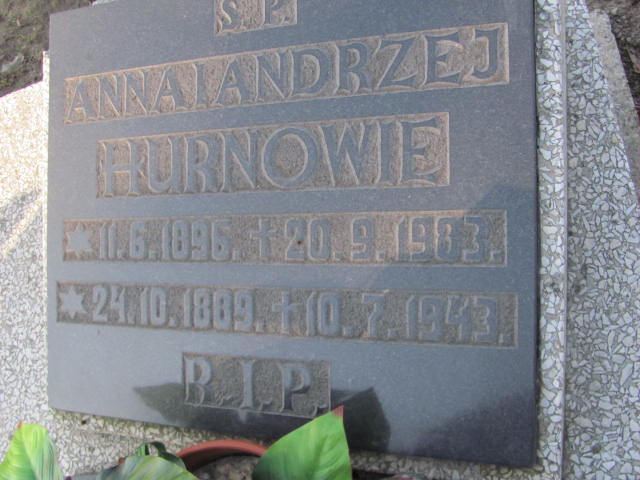 Ś.P.
ANNA I ANDRZEJ
HURNOWIE
* 11.6.1896. † 20.9.1983.
* 24.10.1889. † 10.7.1943.
R.I.P.